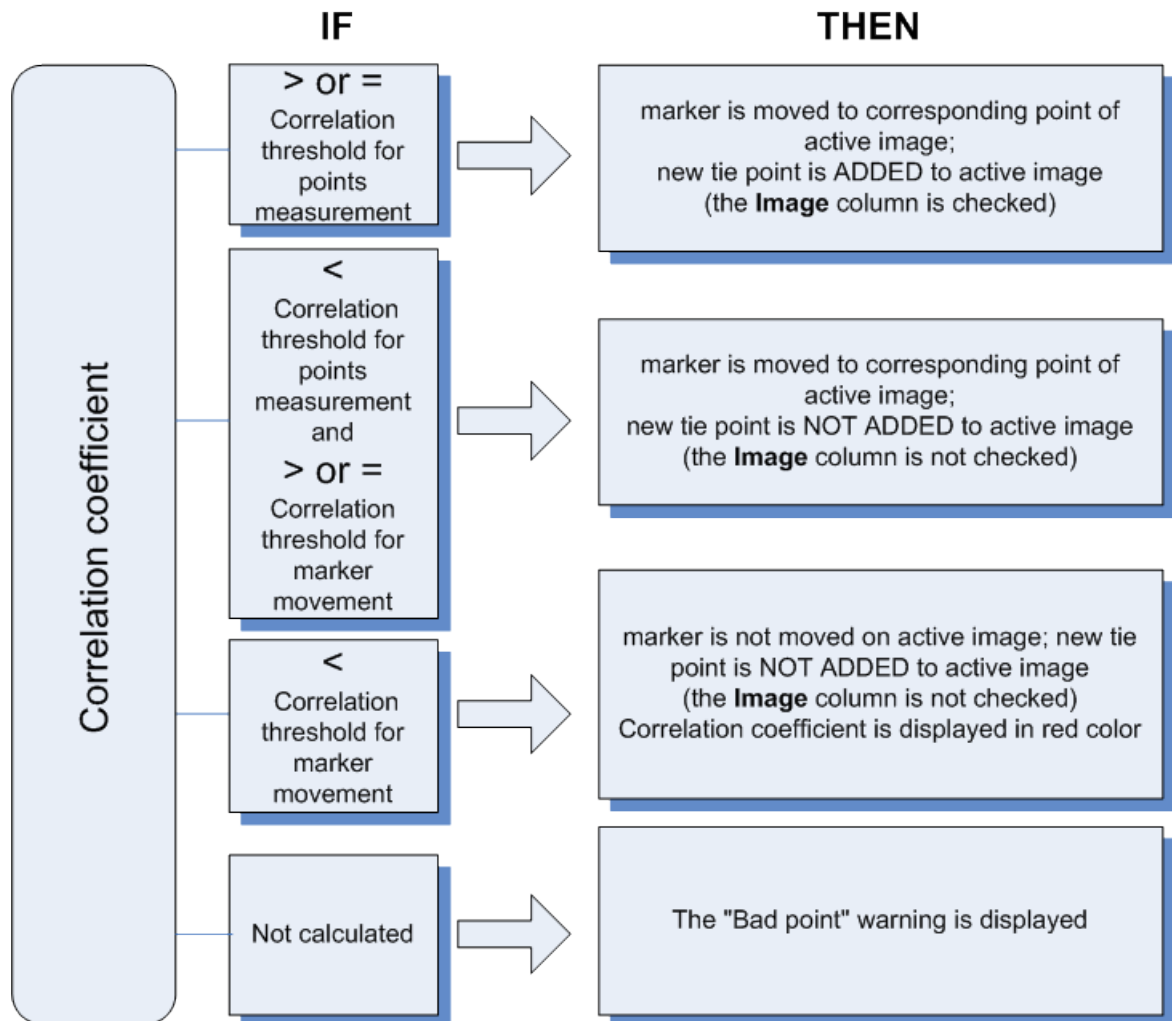 IF
THEN
Correlation coefficient
> or =
Correlation
threshold for
points
measurement
marker is moved to corresponding point of
active image;
new tie point is ADDED to active image
(the Image column is checked)
<
Correlation
threshold for
points
measurement
and
> or =
Correlation
threshold for
marker
movement
marker is moved to corresponding point of
active image;
new tie point is NOT ADDED to active image
(the Image column is not checked)
<
Correlation
threshold for
marker
movement
marker is not moved on active image; new tie
point is NOT ADDED to active image
(the Image column is not checked)
Correlation coefficient is displayed in red color
Not calculated
The "Bad point" warning is displayed